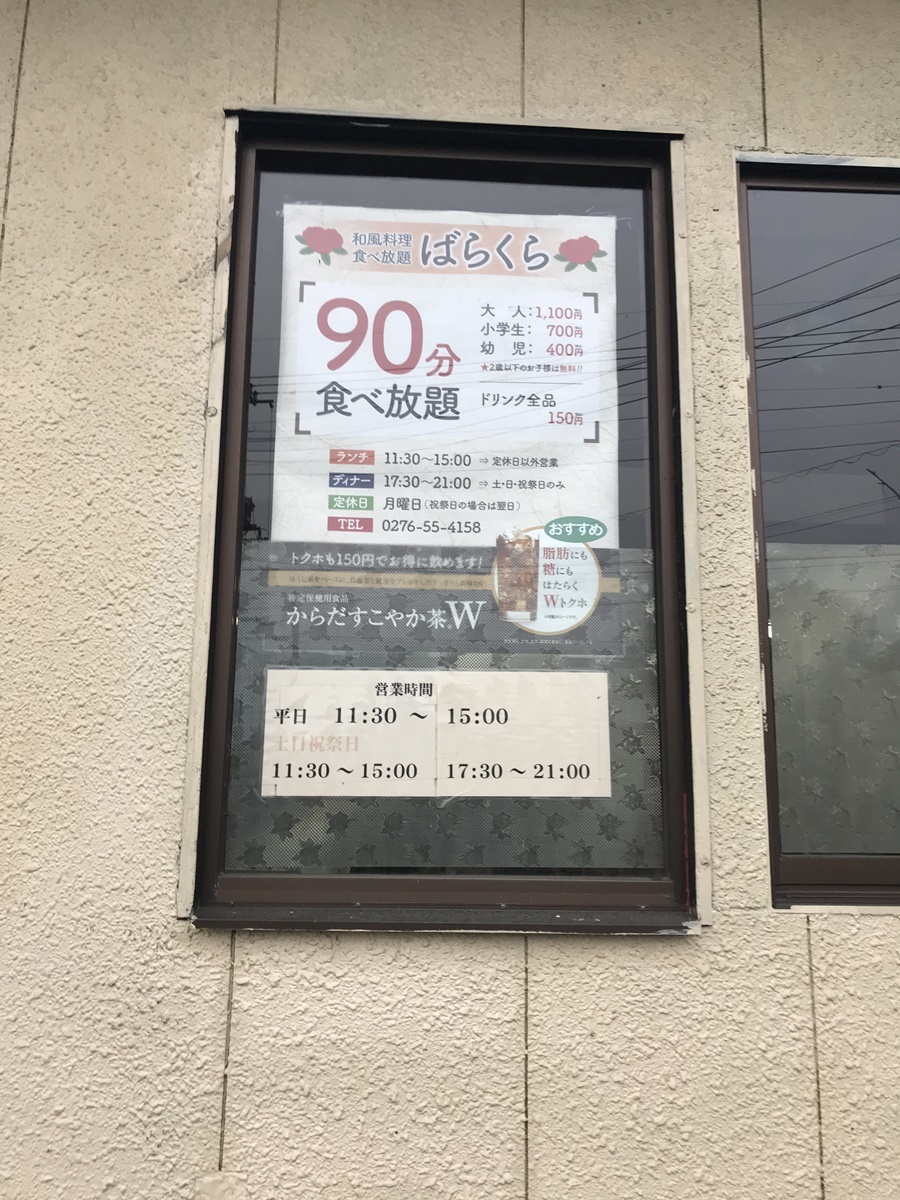 和風料理
食べ放題
ばらくら
90分
食べ放題
大　人：1,100円
小学生：700円
幼　児：400円
★2歳以下のお子様は無料!!
ドリンク全品
150円
ランチ 11:30〜15:00 ⇒ 定休日以外営業
ディナー 17:30〜21:00 ⇒ 土・日・祝祭日のみ
定休日 月曜日（祝祭日の場合は翌日）
TEL 0276-55-4158
トクホも150円でお得に飲めます!
特定保健用食品
からだすこやか茶W
おすすめ
脂肪にも
糖にも
はたらく
Wトクホ
営業時間
平日 11:30 〜 15:00
土日祝祭日
11:30 〜 15:00 17:30 〜 21:00